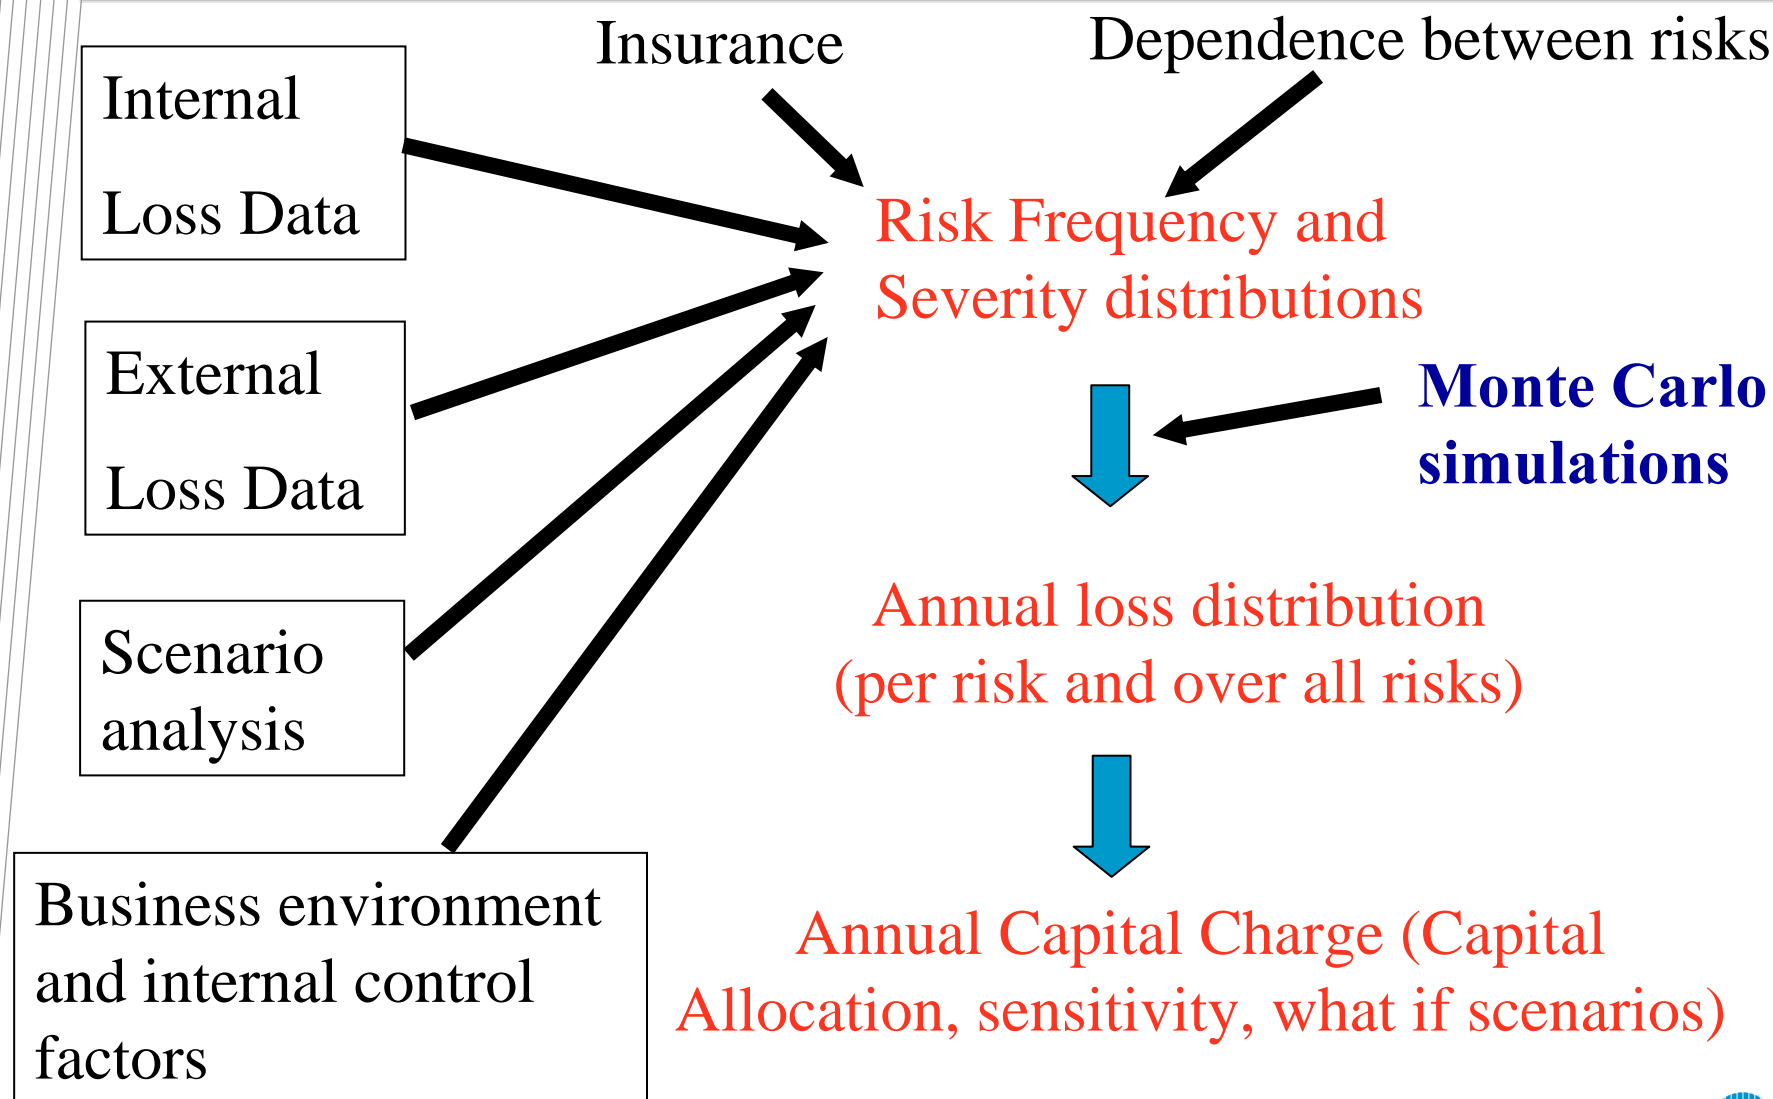 Insurance
Dependence between risks
Internal
Loss Data
Risk Frequency and
Severity distributions
External
Loss Data
Monte Carlo
simulations
Scenario
analysis
Annual loss distribution
(per risk and over all risks)
Business environment
and internal control
factors
Annual Capital Charge (Capital
Allocation, sensitivity, what if scenarios)